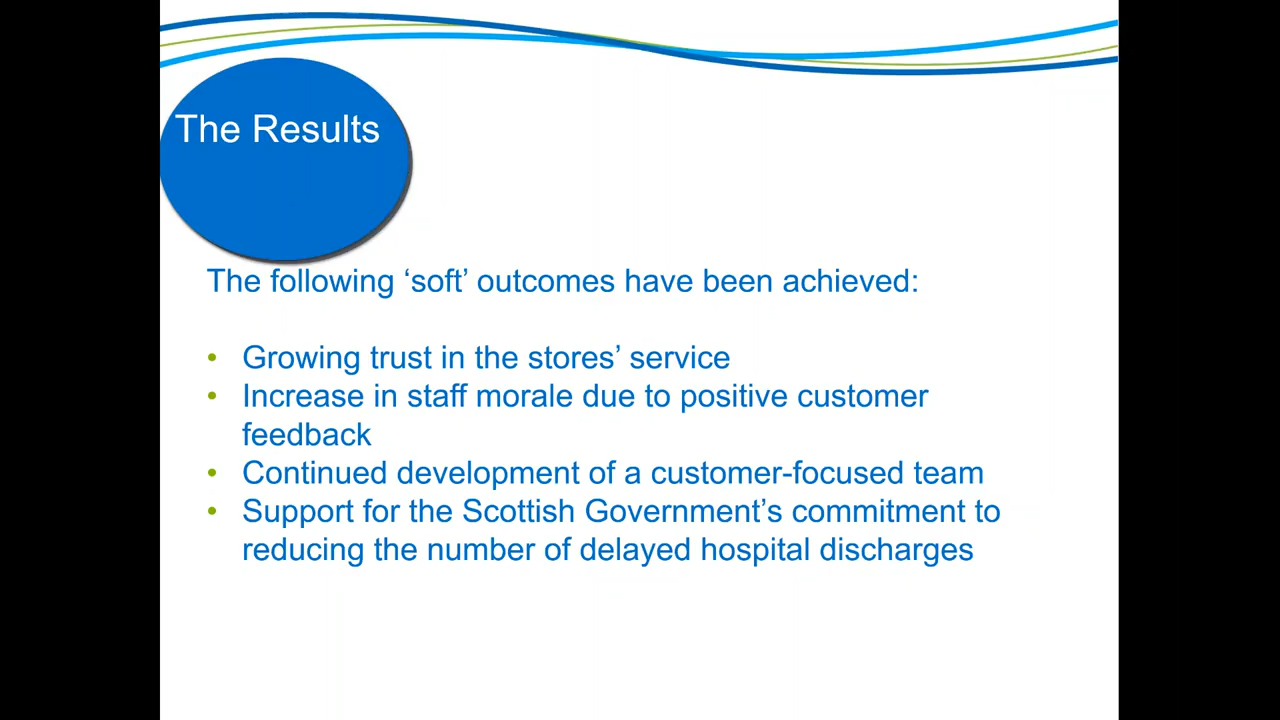 The Results
The following ‘soft’ outcomes have been achieved:
• Growing trust in the stores’ service
• Increase in staff morale due to positive customer
feedback
• Continued development of a customer-focused team
• Support for the Scottish Government’s commitment to
reducing the number of delayed hospital discharges